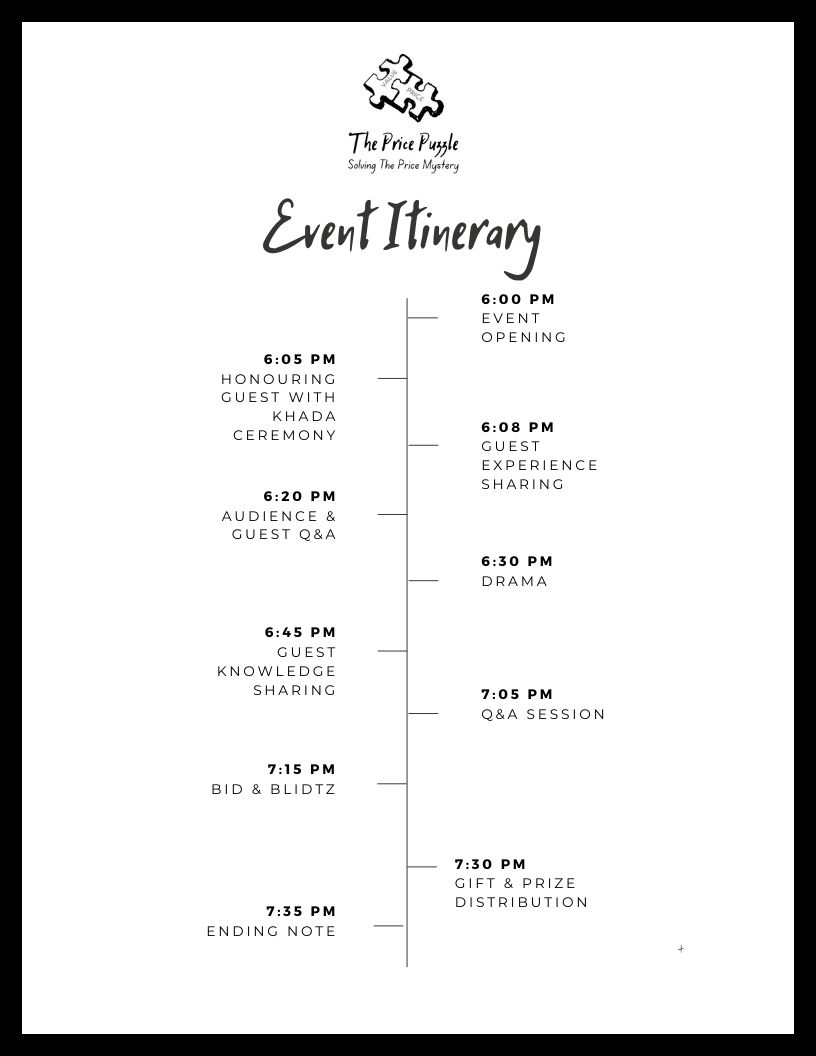 VALUE
PRICE
The Price Puzzle
Solving The Price Mystery
Event Itinerary
6:00 PM
EVENT
OPENING
6:05 PM
HONOURING
GUEST WITH
KHADA
CEREMONY
6:08 PM
GUEST
EXPERIENCE
SHARING
6:20 PM
AUDIENCE &
GUEST Q&A
6:30 PM
DRAMA
6:45 PM
GUEST
KNOWLEDGE
SHARING
7:05 PM
Q&A SESSION
7:15 PM
BID & BLIDTZ
7:30 PM
GIFT & PRIZE
DISTRIBUTION
7:35 PM
ENDING NOTE
+